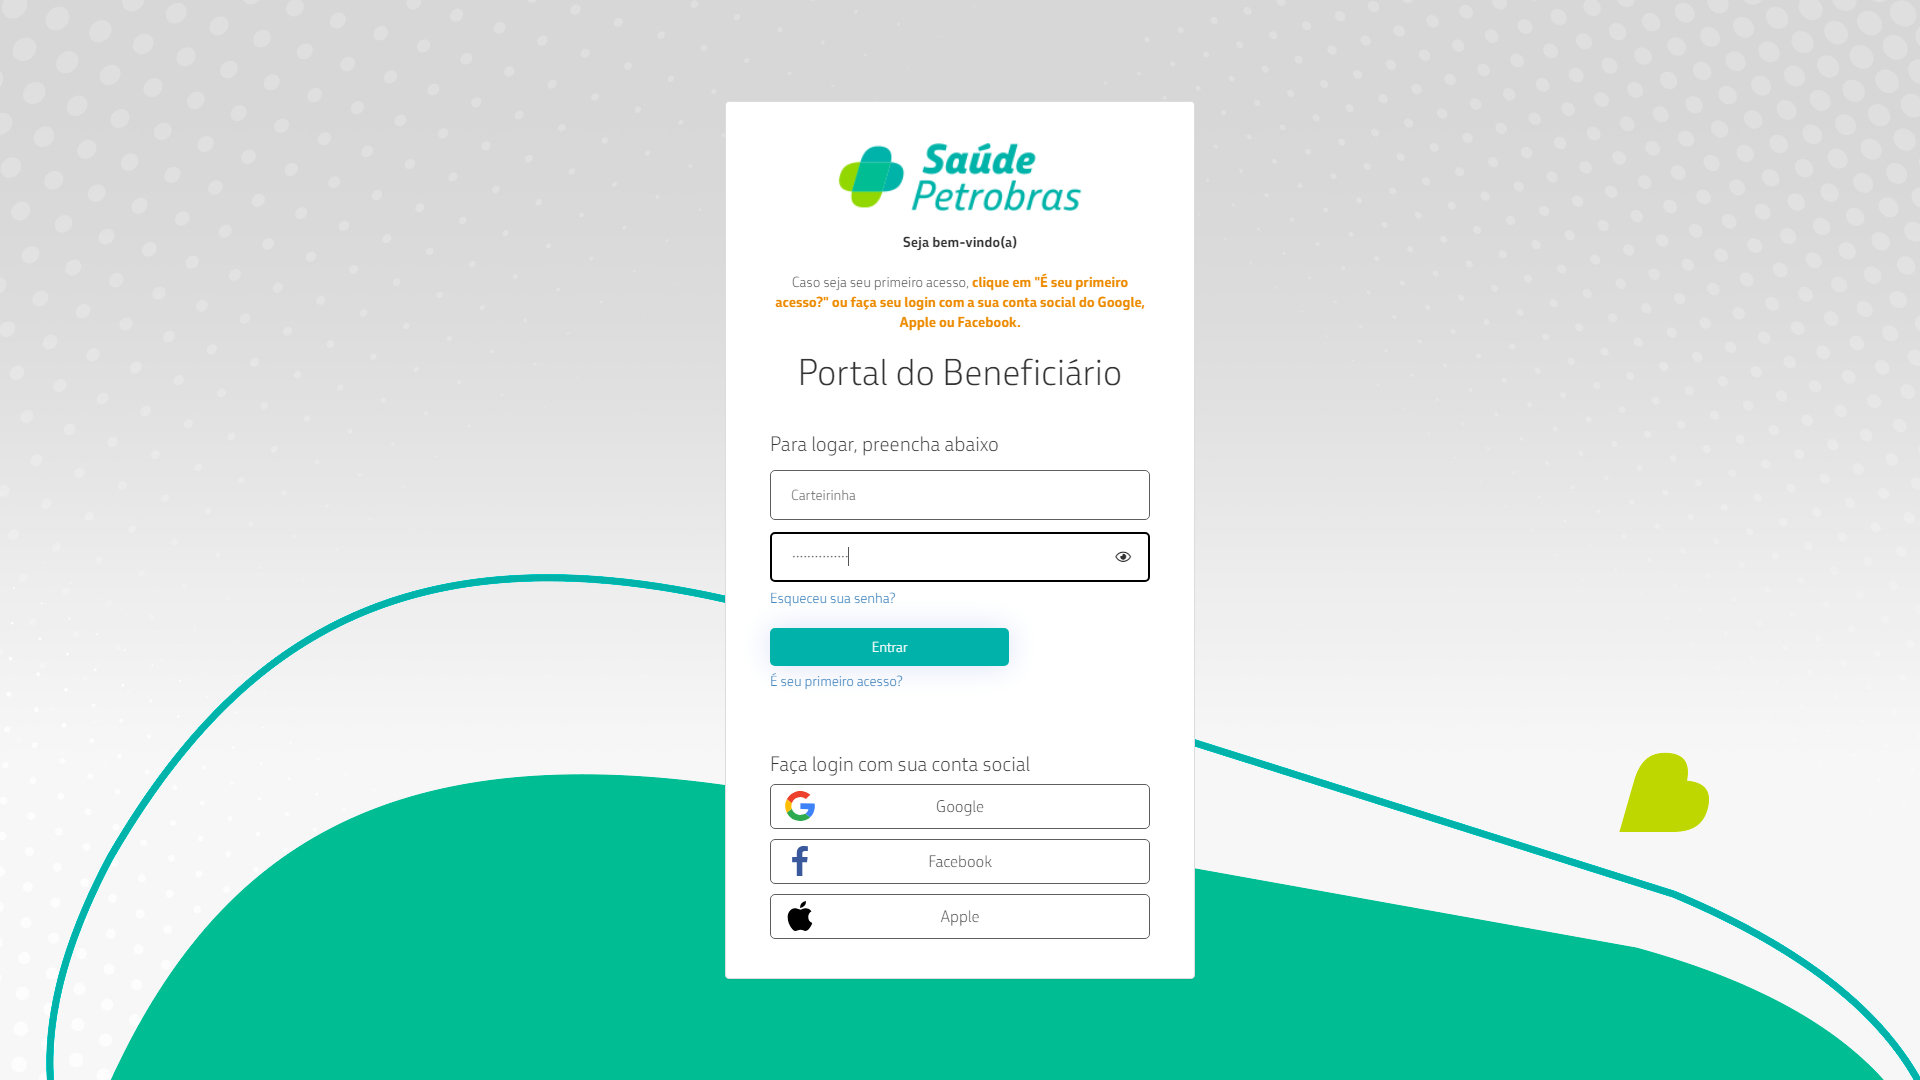 Saúde
Petrobras
Seja bem-vindo(a)
Caso seja seu primeiro acesso, clique em "É seu primeiro
acesso?" ou faça seu login com a sua conta social do Google,
Apple ou Facebook.
Portal do Beneficiário
Para logar, preencha abaixo
Carteirinha
Esqueceu sua senha?
Entrar
É seu primeiro acesso?
Faça login com sua conta social
Google
Facebook
Apple